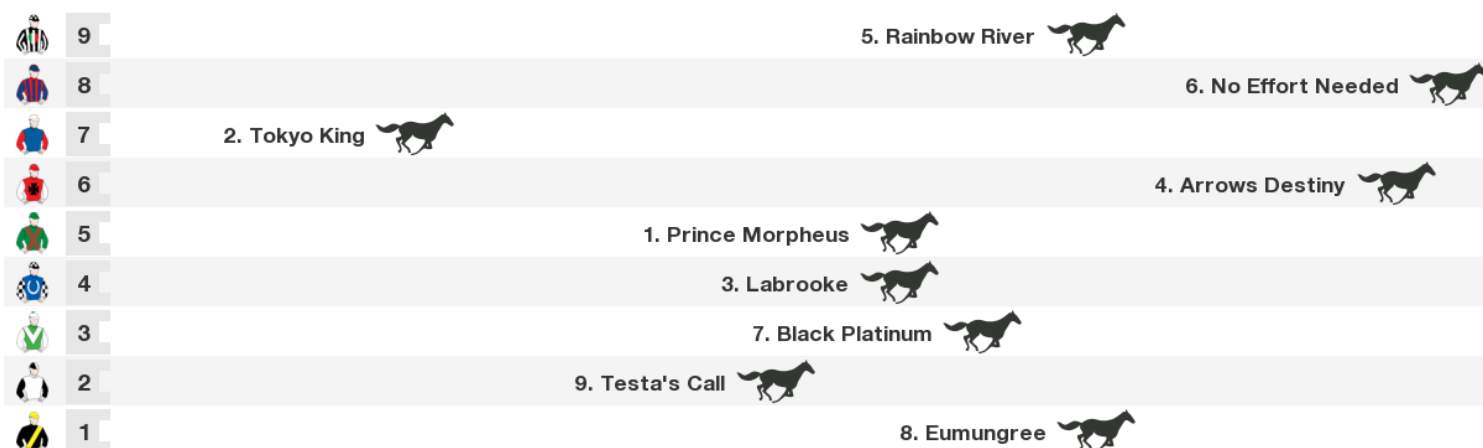 9 5. Rainbow River
8 6. No Effort Needed
7 2. Tokyo King
6 4. Arrows Destiny
5 1. Prince Morpheus
4 3. Labrooke
3 7. Black Platinum
2 9. Testa's Call
1 8. Eumungree